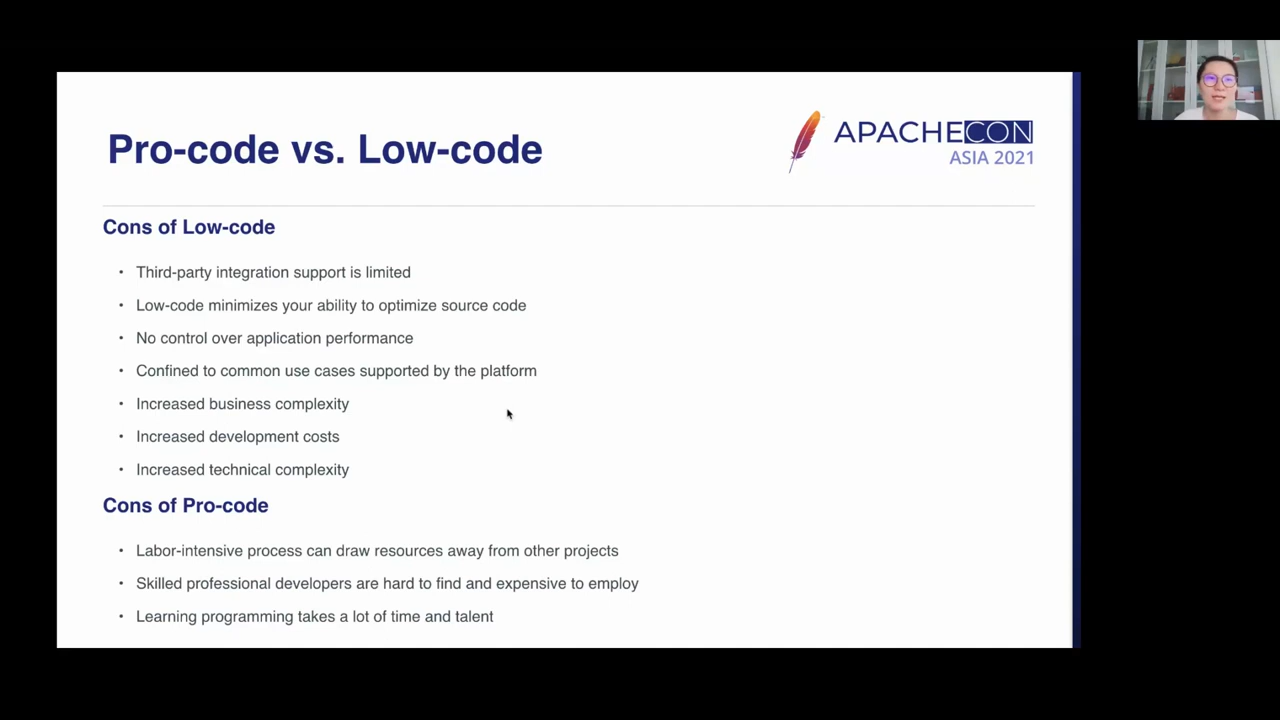 Pro-code vs. Low-code
APACHECON
ASIA 2021
Cons of Low-code
• Third-party integration support is limited
• Low-code minimizes your ability to optimize source code
• No control over application performance
• Confined to common use cases supported by the platform
• Increased business complexity
• Increased development costs
• Increased technical complexity
Cons of Pro-code
• Labor-intensive process can draw resources away from other projects
• Skilled professional developers are hard to find and expensive to employ
• Learning programming takes a lot of time and talent